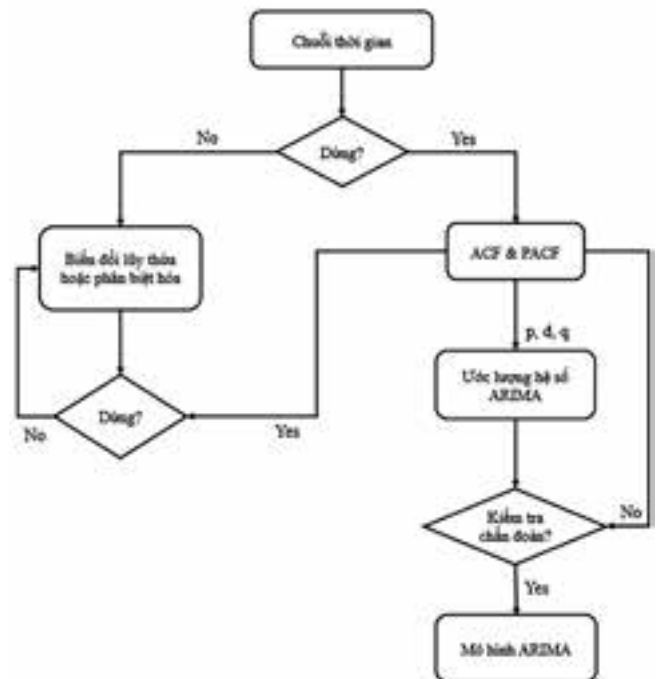 Chuỗi thời gian
No
Dừng?
Yes
Biến đổi lũy thừa
hoặc phân biệt hóa
ACF & PACF
p, d, q
Ước lượng hệ số
ARIMA
Dừng?
No
Yes
Kiểm tra
chẩn đoán?
No
Yes
Mô hình ARIMA